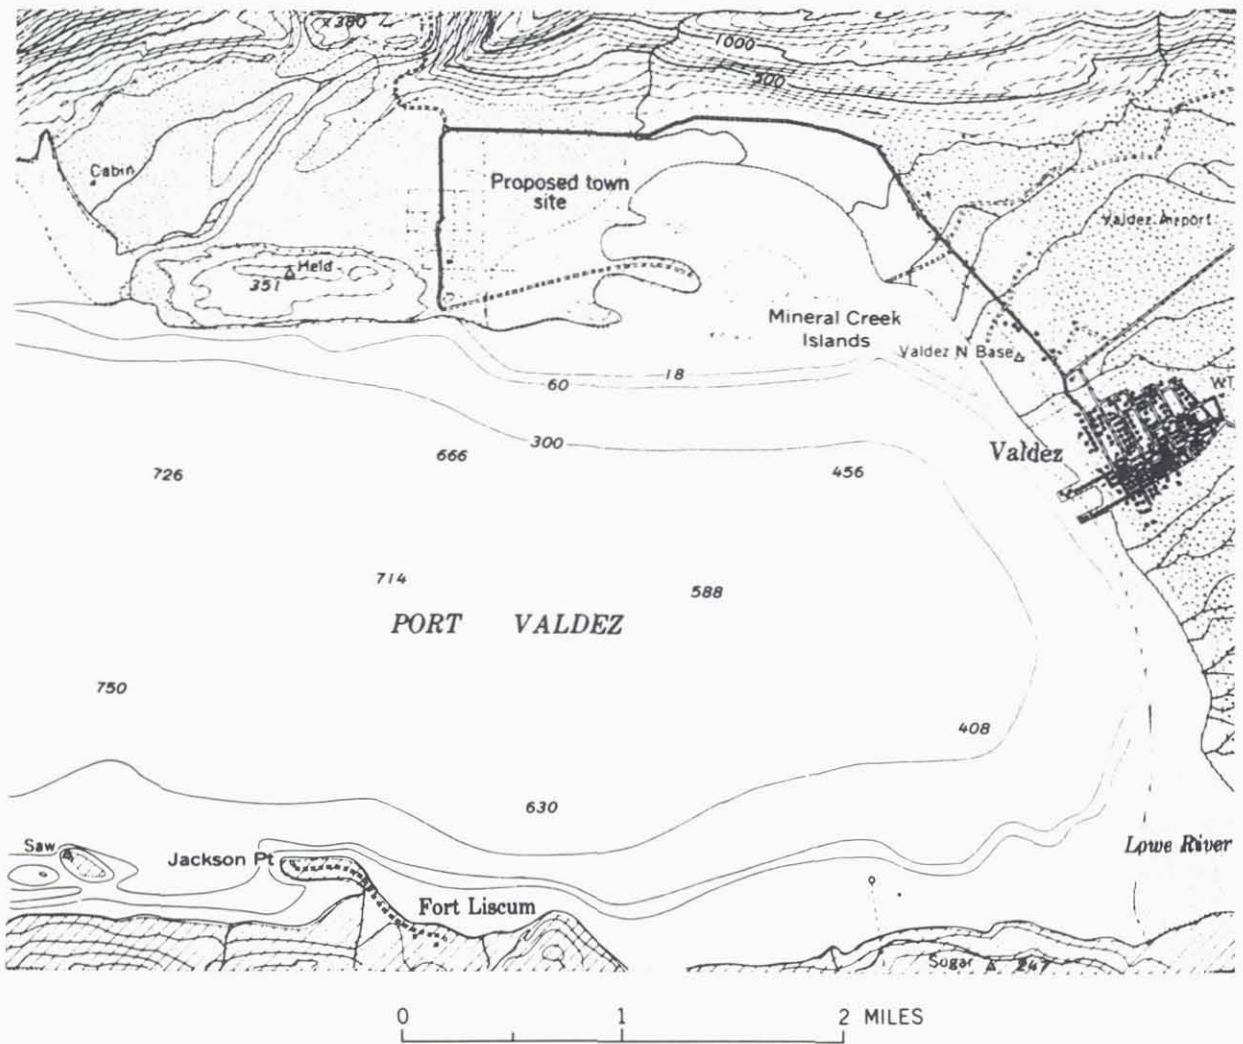 x 380
1000
500
Cabin
Proposed town
site
Valdez Airport
Held
351
Mineral Creek
Islands
Valdez N Base
18
60
WT
300
Valdez
726
666
456
714
588
PORT VALDEZ
750
408
630
Saw
Jackson Pt
Lowe River
Fort Liscum
Sugar 247
0 1 2 MILES